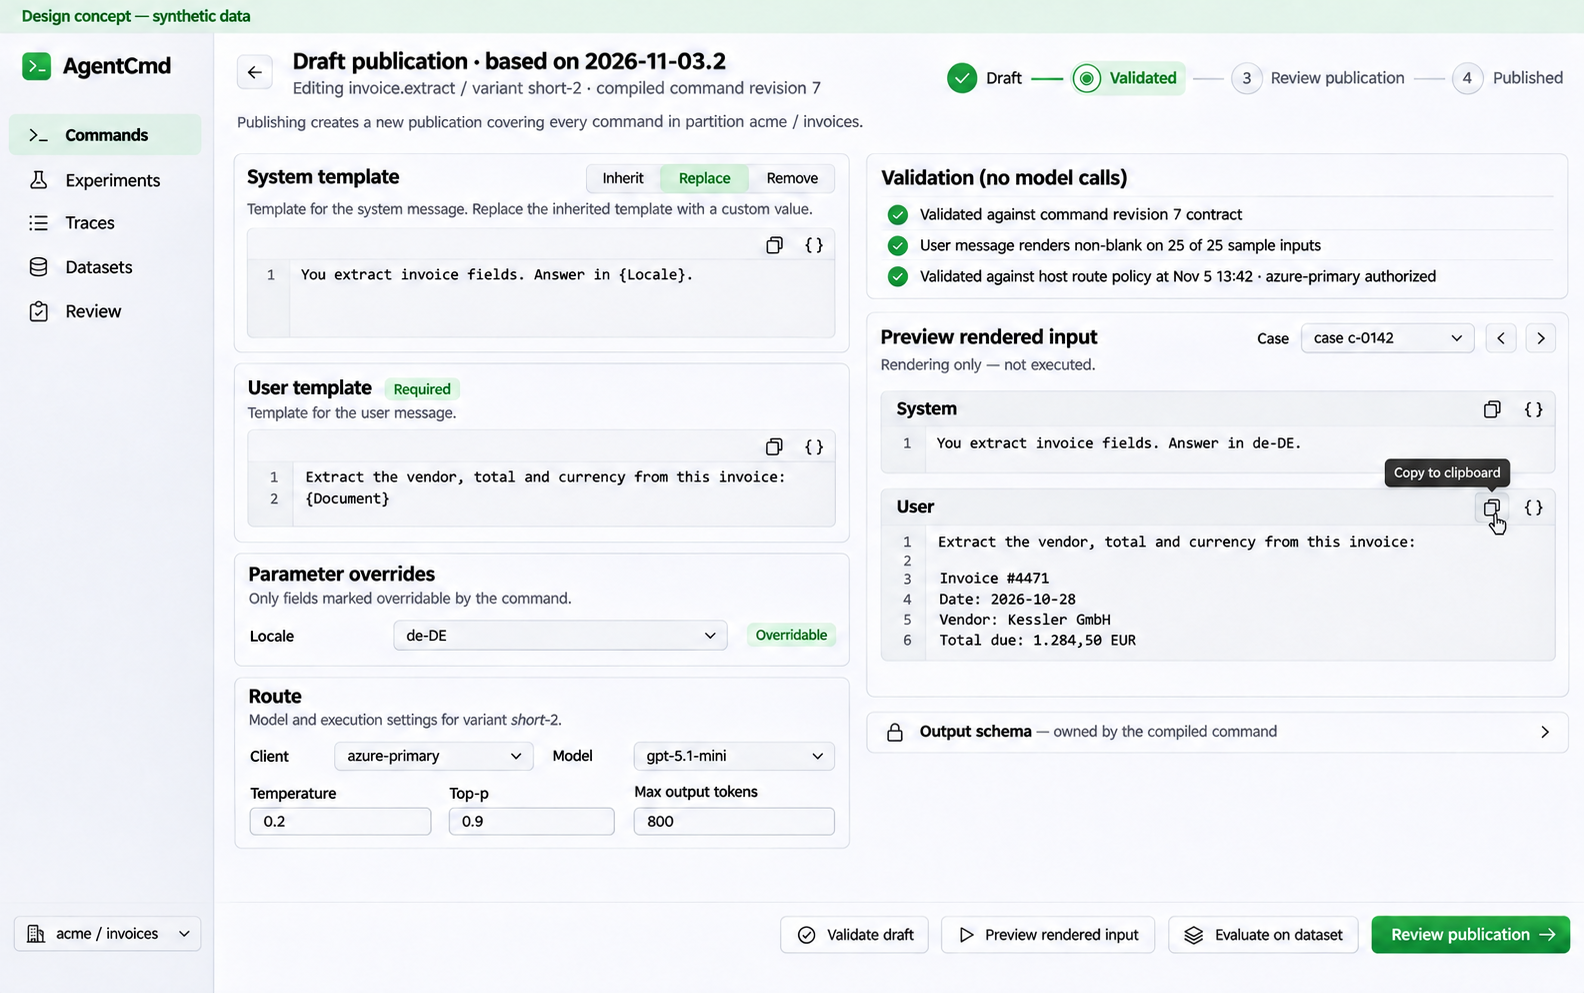 Design concept — synthetic data
AgentCmd
Commands
Experiments
Traces
Datasets
Review
acme / invoices
Draft publication · based on 2026-11-03.2
Editing invoice.extract / variant short-2 · compiled command revision 7
Draft
Validated
3 Review publication
4 Published
Publishing creates a new publication covering every command in partition acme / invoices.
System template
Inherit Replace Remove
Template for the system message. Replace the inherited template with a custom value.
{ }
1 You extract invoice fields. Answer in {Locale}.
User template Required
Template for the user message.
{ }
1 Extract the vendor, total and currency from this invoice:
2 {Document}
Parameter overrides
Only fields marked overridable by the command.
Locale de-DE Overridable
Route
Model and execution settings for variant short-2.
Client azure-primary Model gpt-5.1-mini
Temperature Top-p Max output tokens
0.2 0.9 800
Validation (no model calls)
Validated against command revision 7 contract
User message renders non-blank on 25 of 25 sample inputs
Validated against host route policy at Nov 5 13:42 · azure-primary authorized
Preview rendered input Case case c-0142
Rendering only — not executed.
System { }
1 You extract invoice fields. Answer in de-DE.
Copy to clipboard
User { }
1 Extract the vendor, total and currency from this invoice:
2
3 Invoice #4471
4 Date: 2026-10-28
5 Vendor: Kessler GmbH
6 Total due: 1.284,50 EUR
Output schema — owned by the compiled command
Validate draft Preview rendered input Evaluate on dataset Review publication →